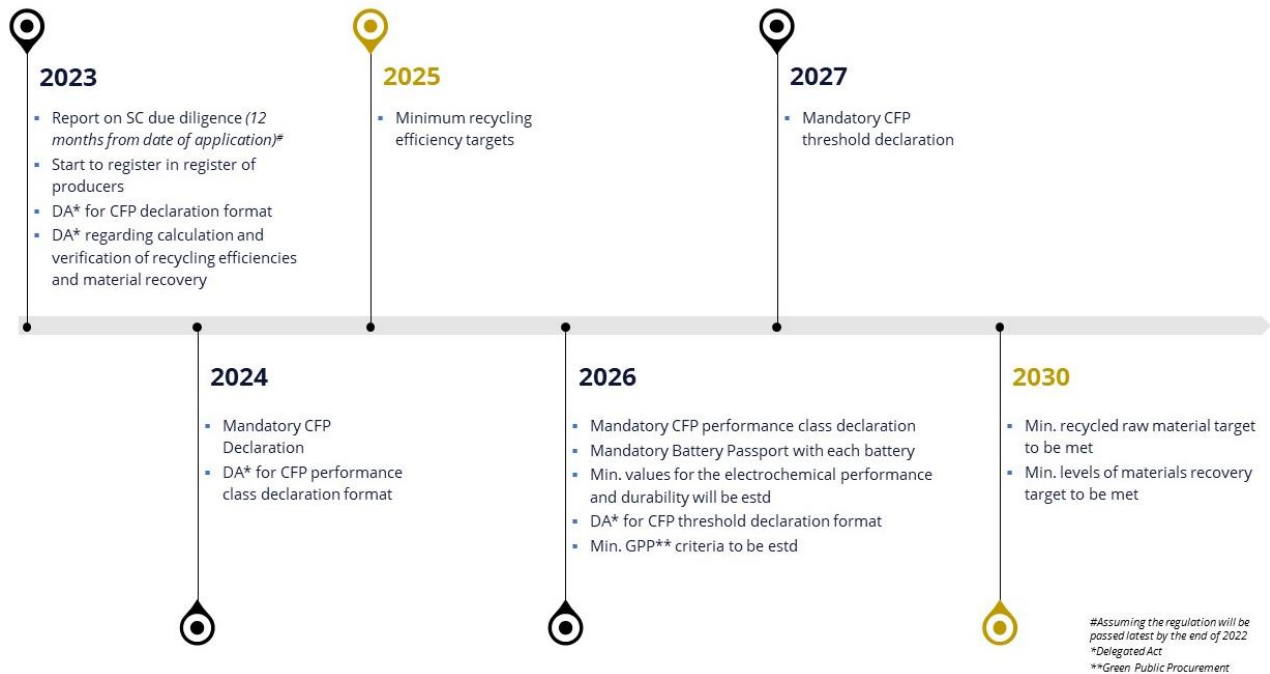 2023
▪ Report on SC due diligence (12
months from date of application)#
▪ Start to register in register of
producers
▪ DA* for CFP declaration format
▪ DA* regarding calculation and
verification of recycling efficiencies
and material recovery
2025
▪ Minimum recycling
efficiency targets
2027
▪ Mandatory CFP
threshold declaration
2024
▪ Mandatory CFP
Declaration
▪ DA* for CFP performance
class declaration format
2026
▪ Mandatory CFP performance class declaration
▪ Mandatory Battery Passport with each battery
▪ Min. values for the electrochemical performance
and durability will be estd
▪ DA* for CFP threshold declaration format
▪ Min. GPP** criteria to be estd
2030
▪ Min. recycled raw material target
to be met
▪ Min. levels of materials recovery
target to be met
#Assuming the regulation will be
passed latest by the end of 2022
*Delegated Act
**Green Public Procurement